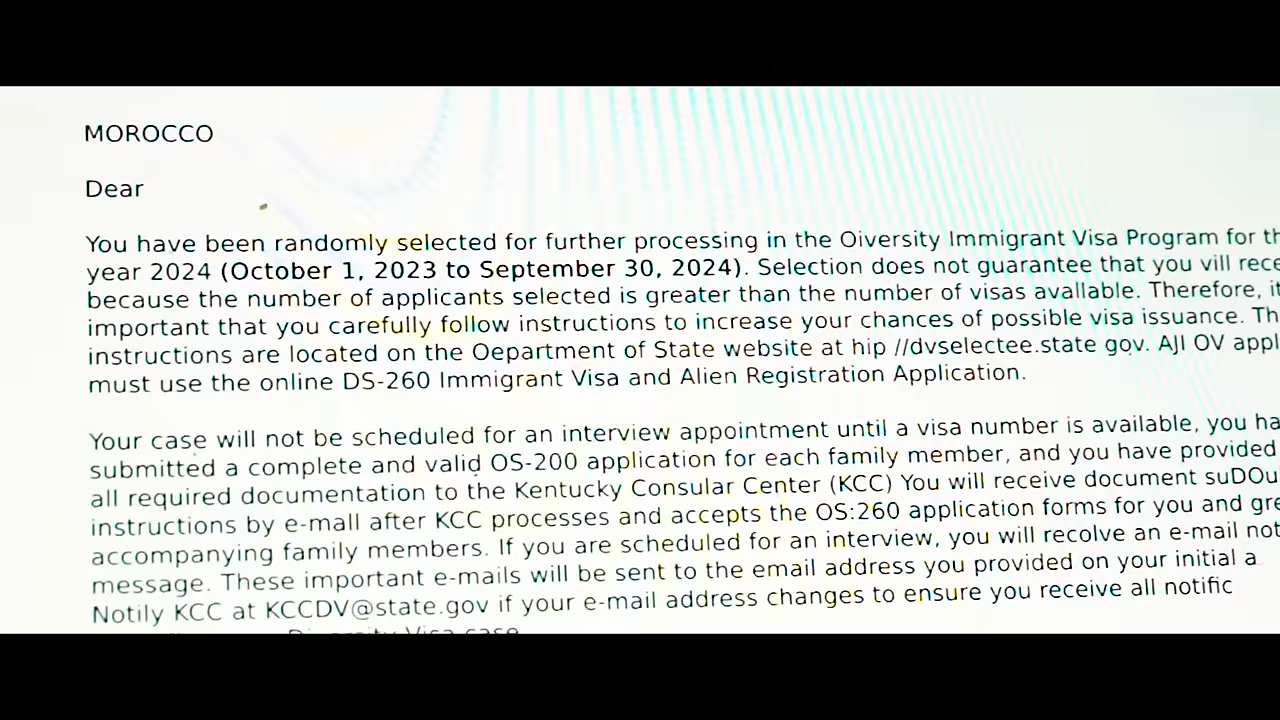 MOROCCO
Dear
You have been randomly selected for further processing in the Oiversity Immigrant Visa Program for th
year 2024 (October 1, 2023 to September 30, 2024). Selection does not guarantee that you vill rece
because the number of applicants selected is greater than the number of visas avallable. Therefore, it
important that you carefully follow instructions to increase your chances of possible visa issuance. Th
instructions are located on the Oepartment of State website at hip //dvselectee.state gov. AJI OV appl
must use the online DS-260 Immigrant Visa and Alien Registration Application.
Your case will not be scheduled for an interview appointment until a visa number is available, you ha
submitted a complete and valid OS-200 application for each family member, and you have provided
all required documentation to the Kentucky Consular Center (KCC) You will receive document suDOu
instructions by e-mall after KCC processes and accepts the OS:260 application forms for you and gre
accompanying family members. If you are scheduled for an interview, you will recolve an e-mail not
message. These important e-mails will be sent to the email address you provided on your initial a
Notily KCC at KCCDV@state.gov if your e-mail address changes to ensure you receive all notific
Diversity Visa case